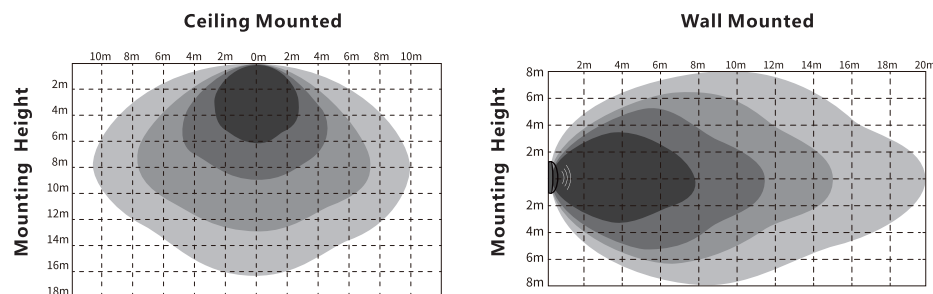 Ceiling Mounted
10m 8m 6m 4m 2m 0m 2m 4m 6m 8m 10m
2m
4m
6m
8m
10m
12m
14m
16m
18m
Mounting Height
Wall Mounted
2m 4m 6m 8m 10m 12m 14m 16m 18m 20m
8m
6m
4m
2m
2m
4m
6m
8m
Mounting Height